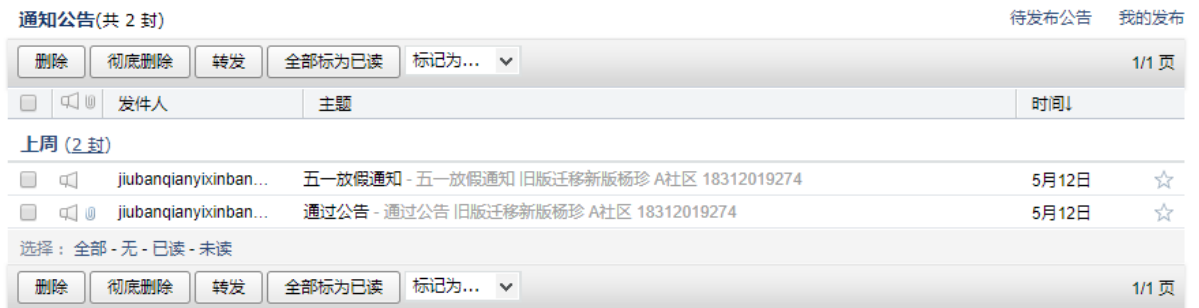 通知公告(共 2 封) 待发布公告 我的发布
删除 彻底删除 转发 全部标为已读 标记为... 1/1 页
发件人 主题 时间↓
上周 (2 封)
jiubanqianyixinban... 五一放假通知 - 五一放假通知 旧版迁移新版杨珍 A社区 18312019274 5月12日
jiubanqianyixinban... 通过公告 - 通过公告 旧版迁移新版杨珍 A社区 18312019274 5月12日
选择：全部 - 无 - 已读 - 未读
删除 彻底删除 转发 全部标为已读 标记为... 1/1 页